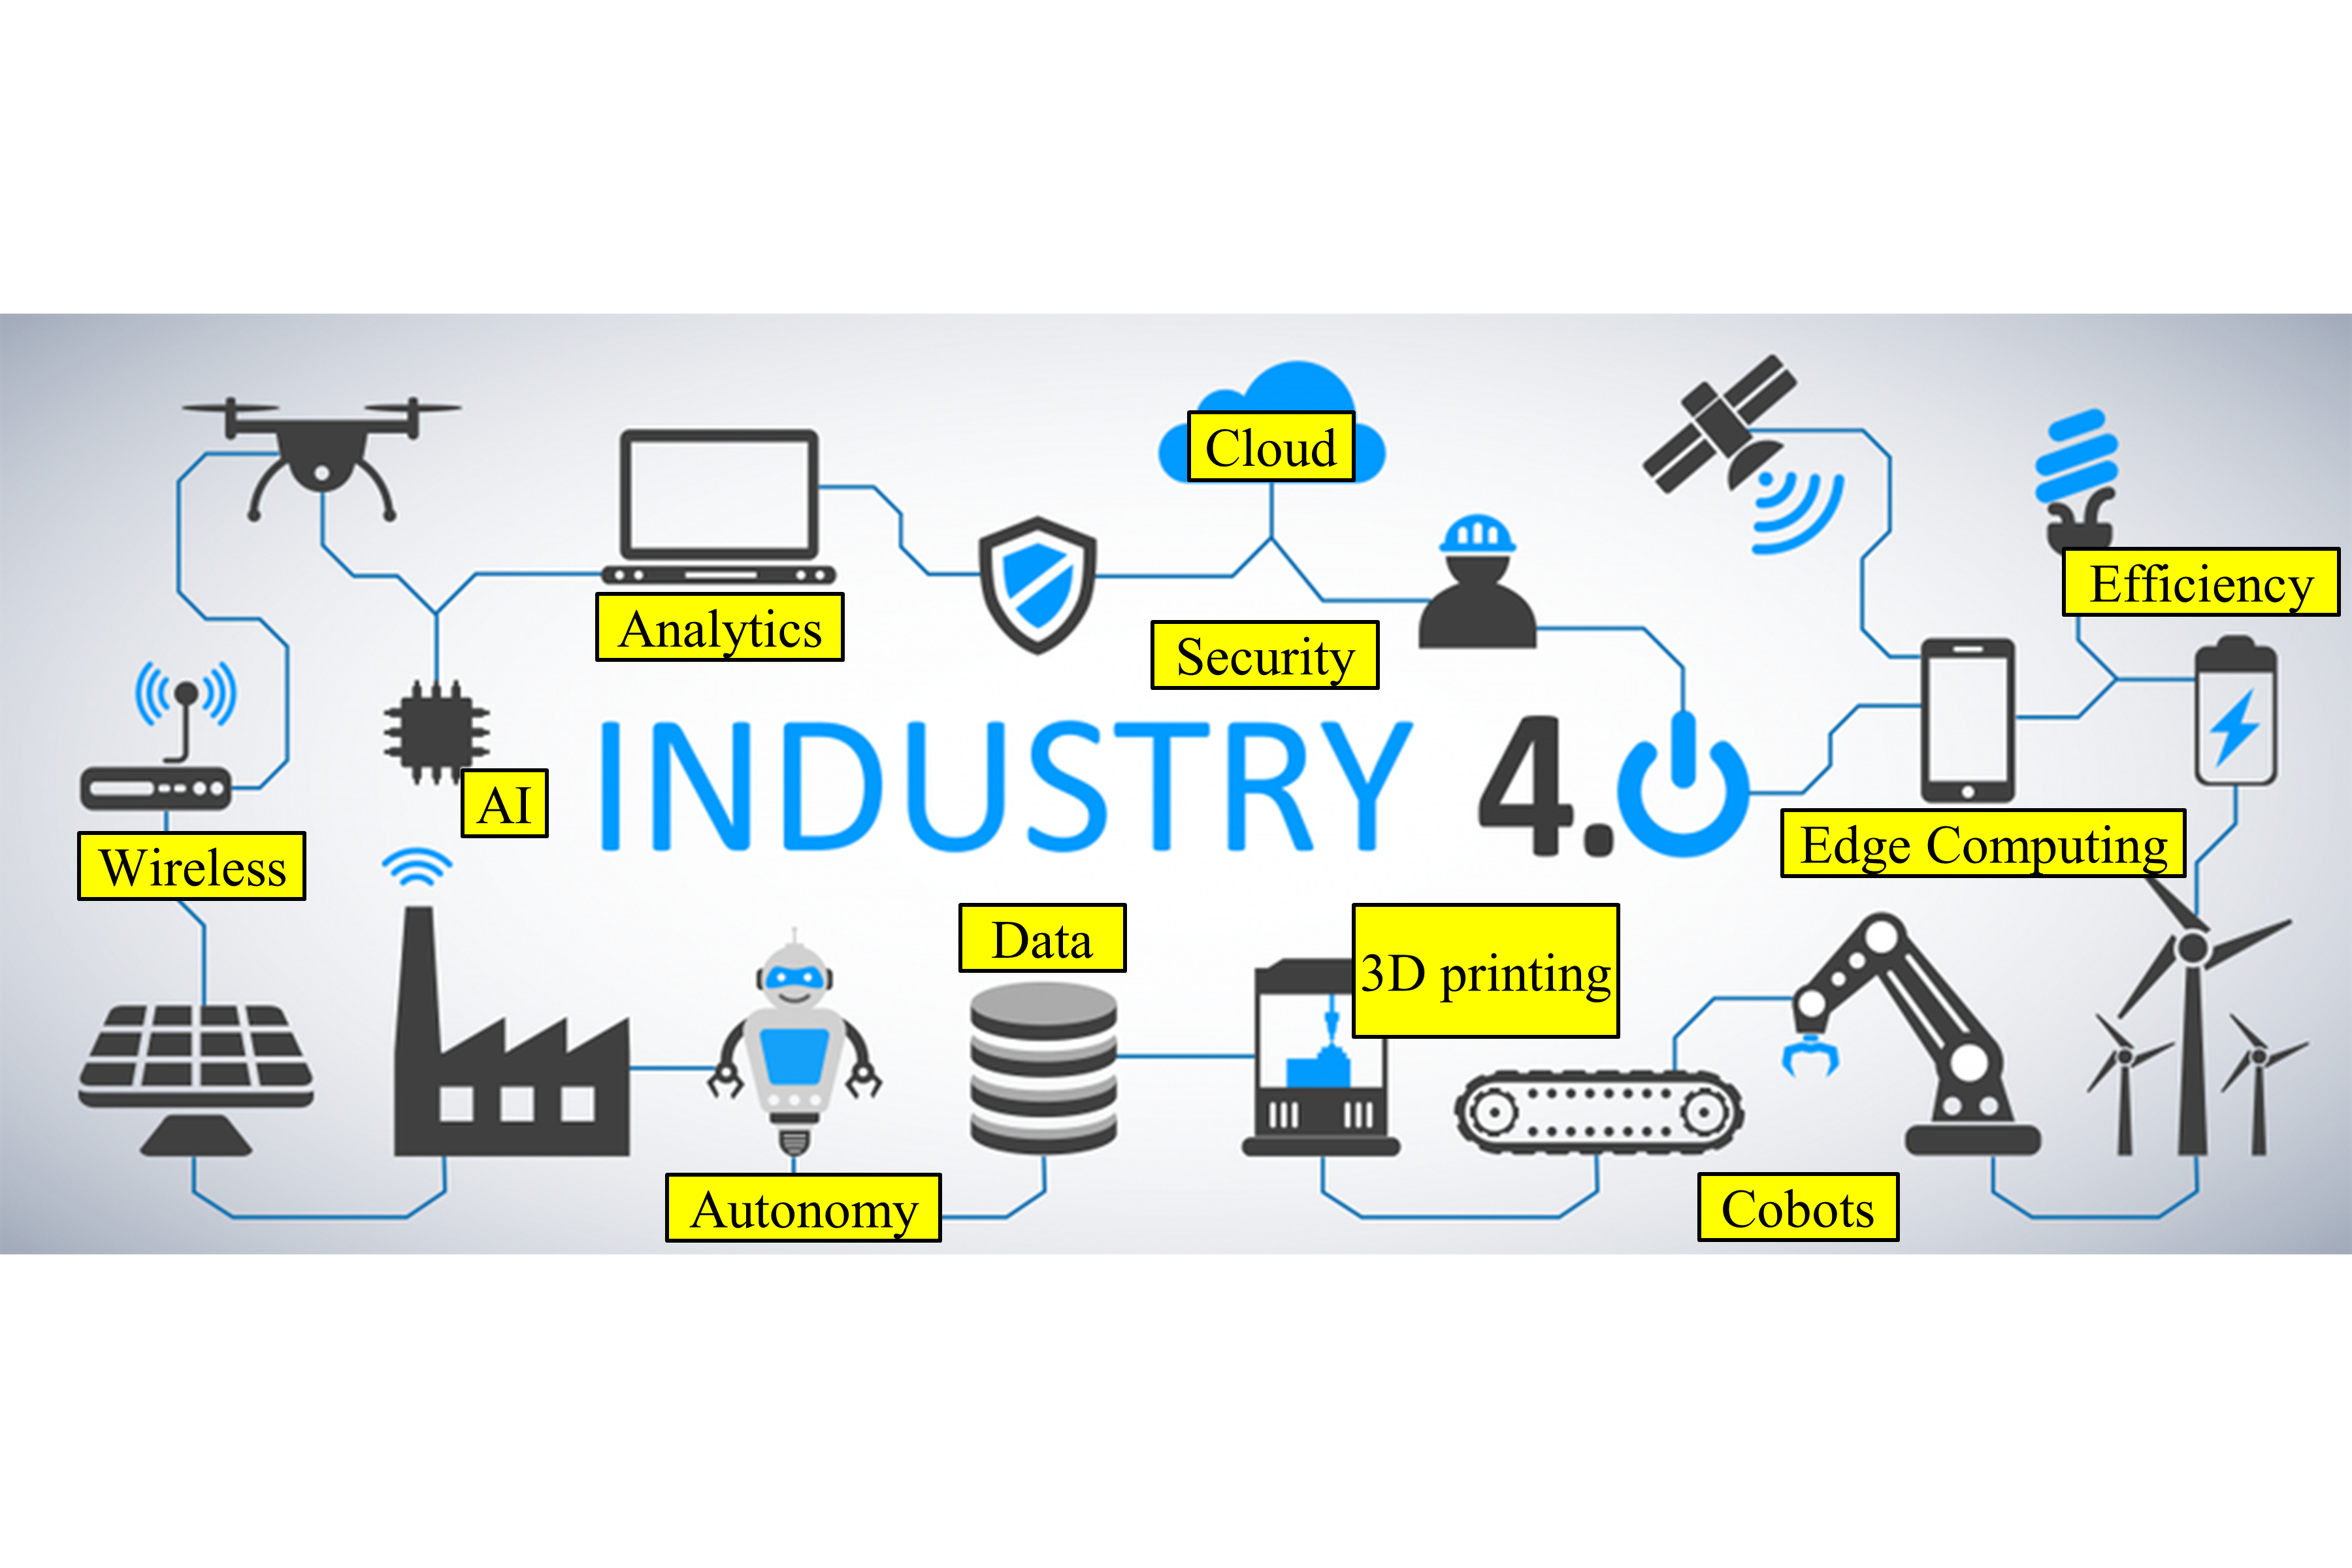 Cloud
Efficiency
Analytics
Security
AI
INDUSTRY 4.0
Wireless
Edge Computing
Data
3D printing
Autonomy
Cobots